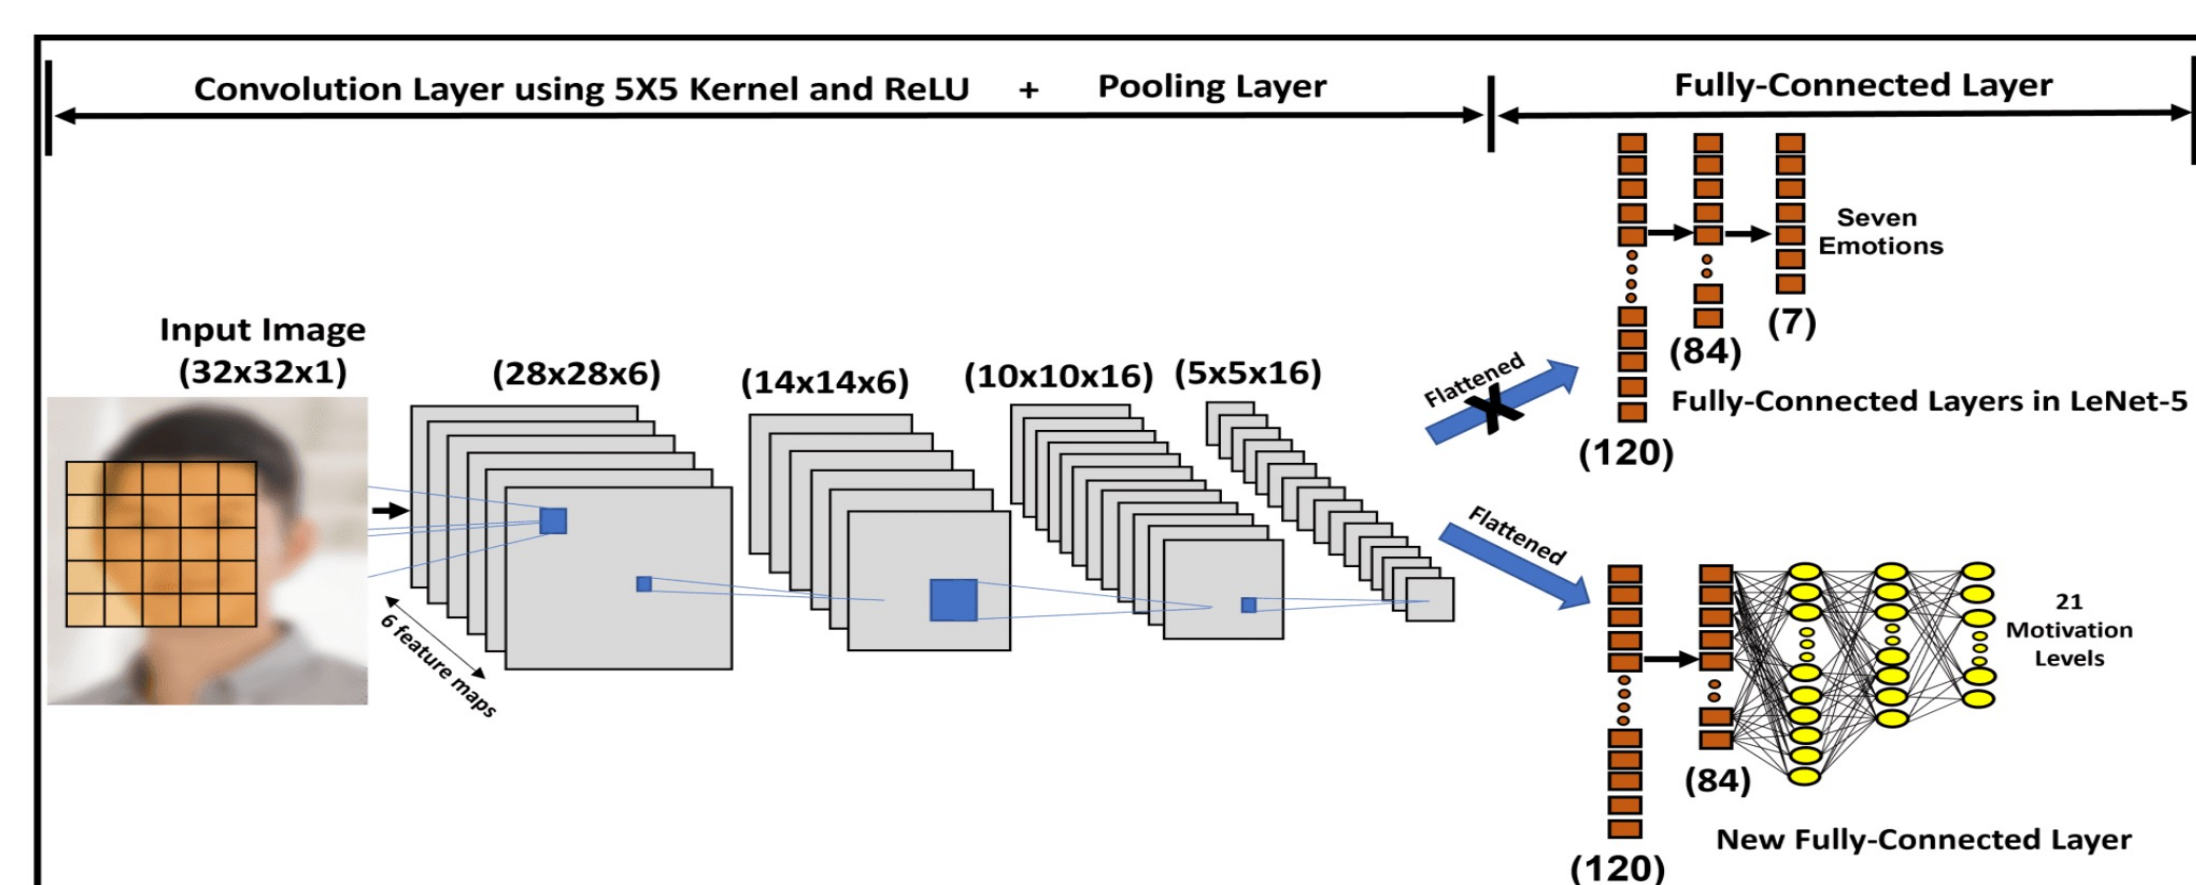 Convolution Layer using 5X5 Kernel and ReLU + Pooling Layer
Fully-Connected Layer
Input Image
(32x32x1)
(28x28x6)
(14x14x6)
(10x10x16)
(5x5x16)
6 feature maps
Flattened
X
Seven
Emotions
(7)
(84)
Fully-Connected Layers in LeNet-5
(120)
Flattened
21
Motivation
Levels
(84)
New Fully-Connected Layer
(120)